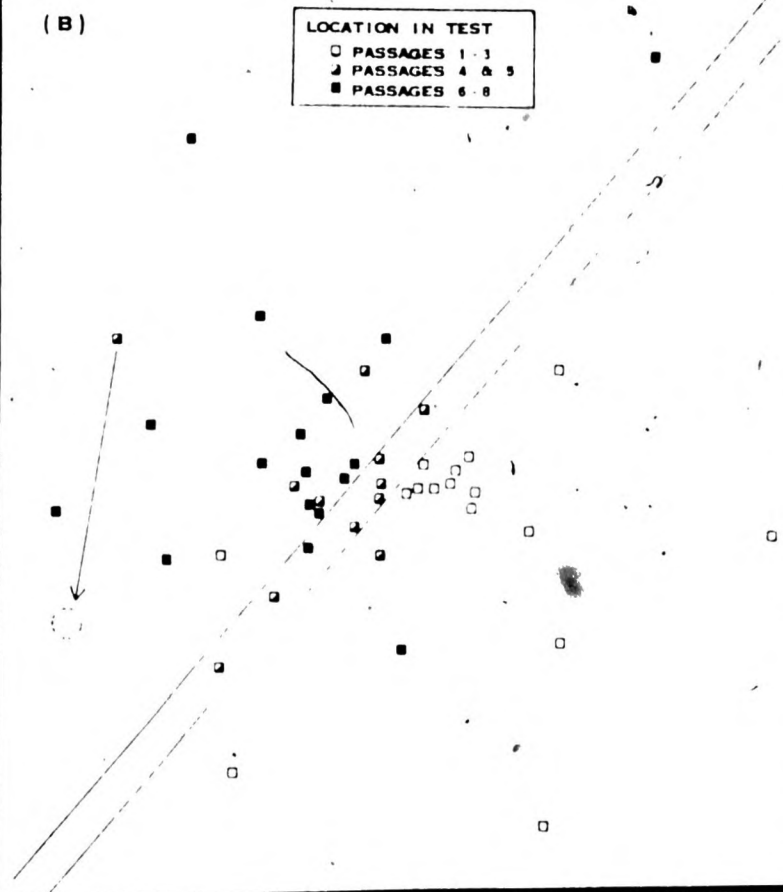 (B)
LOCATION IN TEST
PASSAGES 1-3
PASSAGES 4 & 5
PASSAGES 6-8